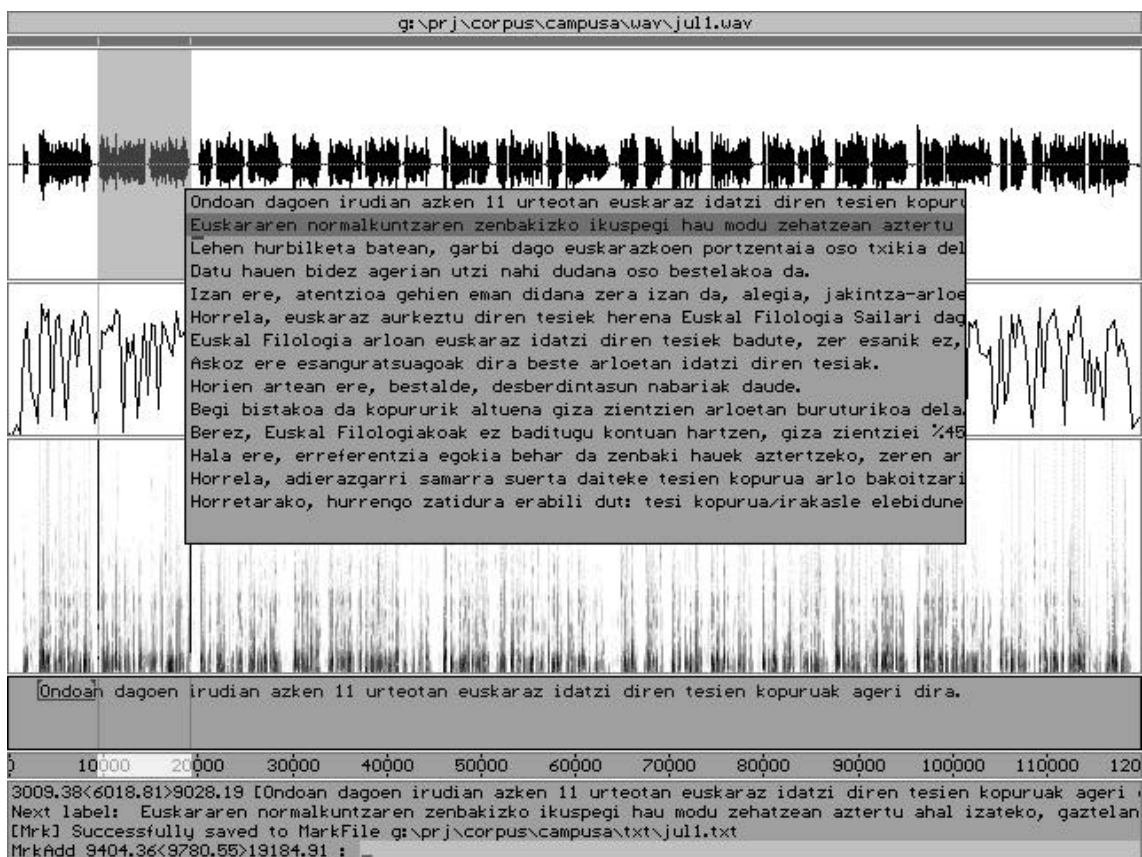 g:\prj\corpus\campusa\wav\jul1.wav
Ondoan dagoen irudian azken 11 urteotan euskaraz idatzi diren tesien kopuru
Euskararen normalkuntzaren zenbakizko ikuspegi hau modu zehatzean aztertu
Lehen hurbilketa batean, garbi dago euskarazkoen portzentaia oso txikia del
Datu hauen bidez agerian utzi nahi dudana oso bestelakoa da.
Izan ere, atentzioa gehien eman didana zera izan da, alegia, jakintza-arloe
Horrela, euskaraz aurkeztu diren tesiek herena Euskal Filologia Sailari dag
Euskal Filologia arloan euskaraz idatzi diren tesiek badute, zer esanik ez,
Askoz ere esanguratsuagoak dira beste arloetan idatzi diren tesiak.
Horien artean ere, bestalde, desberdintasun nabariak daude.
Begi bistakoa da kopururik altuena giza zientzien arloetan buruturikoa dela.
Berez, Euskal Filologiakoak ez baditugu kontuan hartzen, giza zientziei %45
Hala ere, erreferentzia egokia behar da zenbaki hauek aztertzeko, zeren ar
Horrela, adierazgarri samarra suerta daiteke tesien kopurua arlo bakoitzari
Horretarako, hurrengo zatidura erabili dut: tesi kopurua/irakasle elebidune
[Ondoan dagoen irudian azken 11 urteotan euskaraz idatzi diren tesien kopuruak ageri dira.
0 10000 20000 30000 40000 50000 60000 70000 80000 90000 100000 110000 120
3009.38<6018.81>9028.19 [Ondoan dagoen irudian azken 11 urteotan euskaraz idatzi diren tesien kopuruak ageri
Next label: Euskararen normalkuntzaren zenbakizko ikuspegi hau modu zehatzean aztertu ahal izateko, gaztelan
[Mrk] Successfully saved to MarkFile g:\prj\corpus\campusa\txt\jul1.txt
MrkAdd 9404.36<9780.55>19184.91 : _